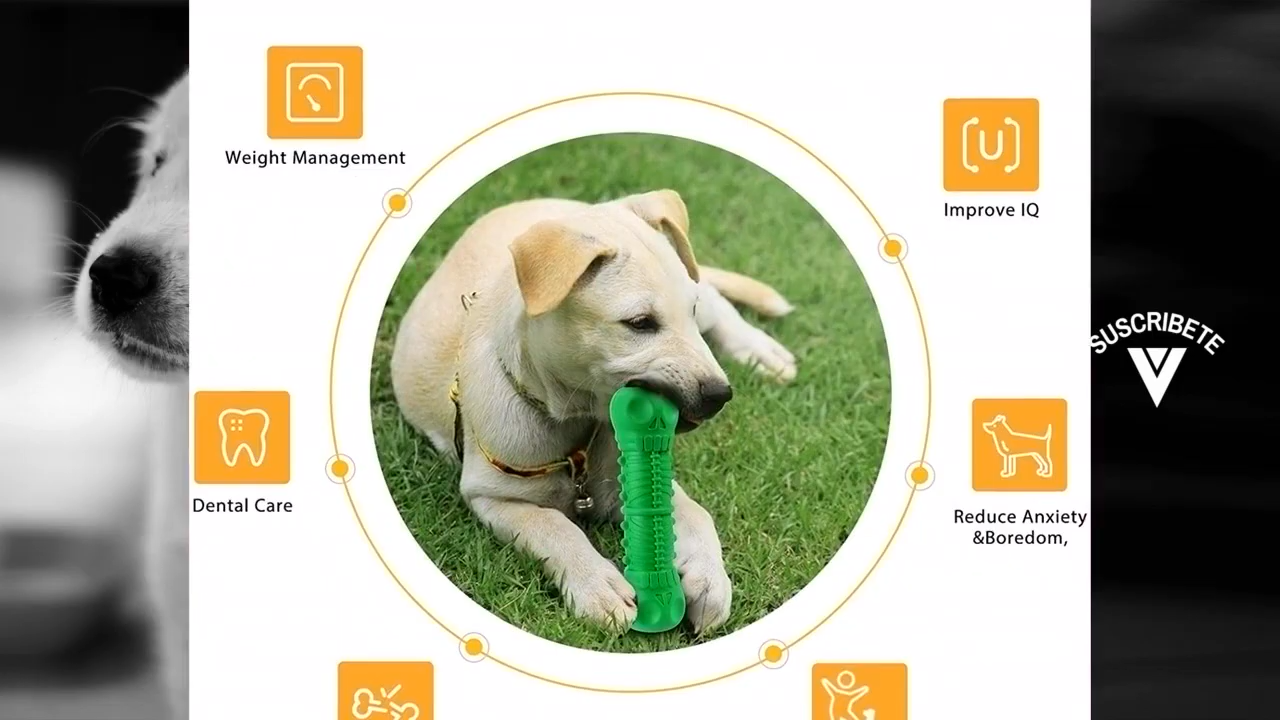 Weight Management
Improve IQ
SUSCRIBETE
Dental Care
Reduce Anxiety
&Boredom,